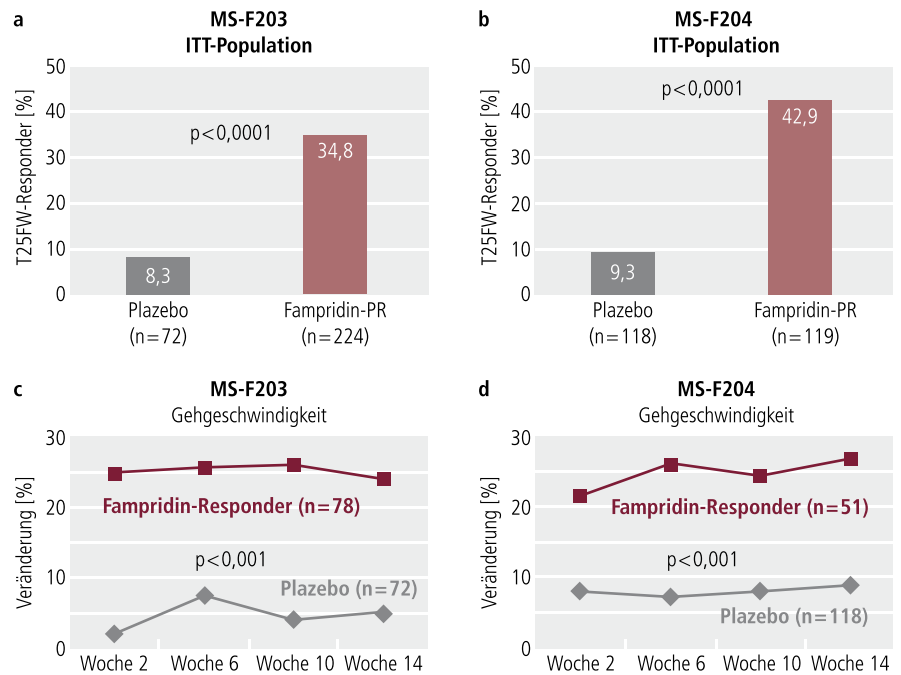 a
MS-F203
ITT-Population
T25FW-Responder [%]
50
40
30
20
10
0
p<0,0001
8,3
34,8
Plazebo
(n=72)
Fampridin-PR
(n=224)
b
MS-F204
ITT-Population
T25FW-Responder [%]
50
40
30
20
10
0
p<0,0001
9,3
42,9
Plazebo
(n=118)
Fampridin-PR
(n=119)
c
MS-F203
Gehgeschwindigkeit
Veränderung [%]
30
20
10
0
Fampridin-Responder (n=78)
p<0,001
Plazebo (n=72)
Woche 2 Woche 6 Woche 10 Woche 14
d
MS-F204
Gehgeschwindigkeit
Veränderung [%]
30
20
10
0
Fampridin-Responder (n=51)
p<0,001
Plazebo (n=118)
Woche 2 Woche 6 Woche 10 Woche 14